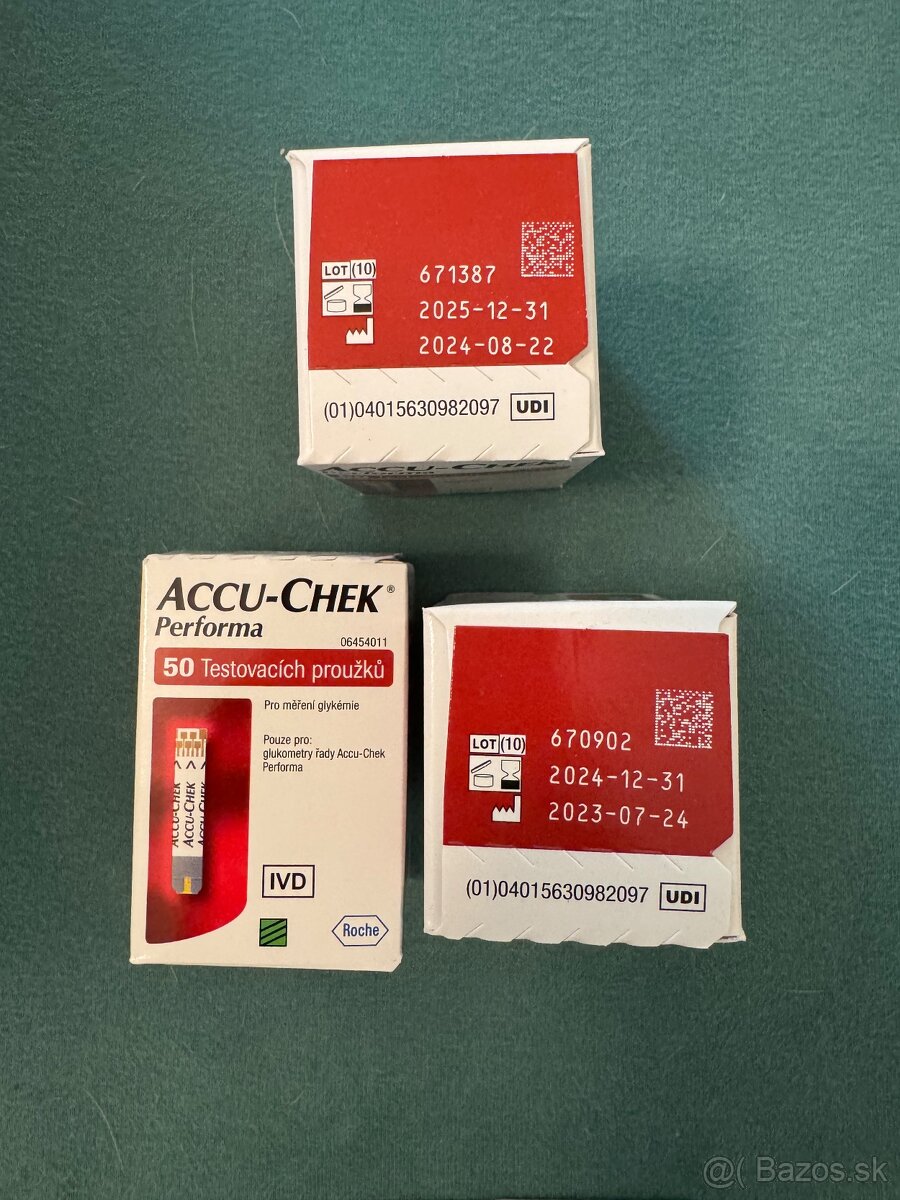 LOT (10)
671387
2025-12-31
2024-08-22
(01)04015630982097 UDI
ACCU-CHEK
ACCU-CHEK®
Performa
06454011
50 Testovacích proužků
Pro měření glykémie
Pouze pro:
glukometry řady Accu-Chek
Performa
ACCU-CHEK
ACCU-CHEK
ACCU-CHEK
IVD
Roche
LOT (10)
670902
2024-12-31
2023-07-24
(01)04015630982097 UDI
@( Bazos.sk